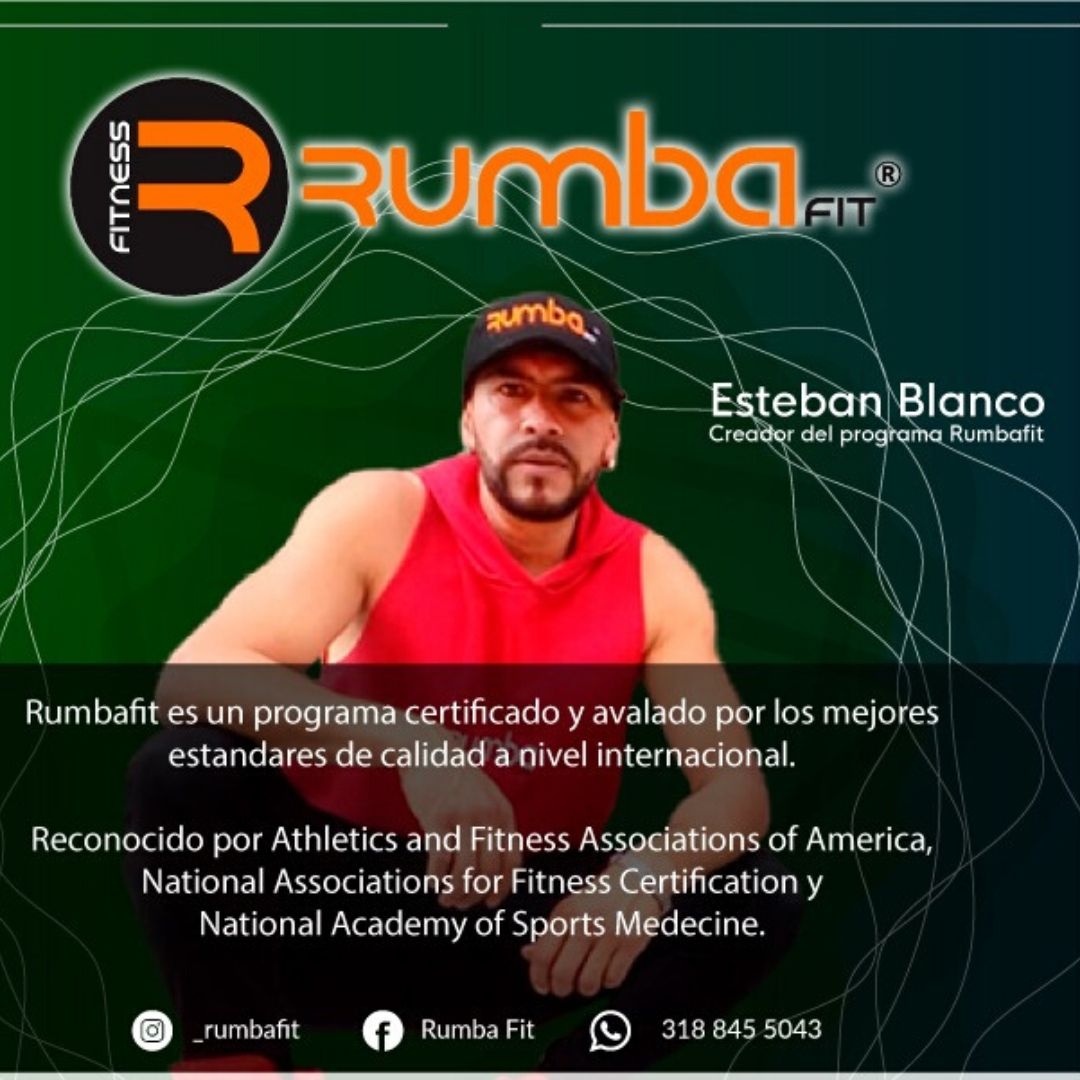 FITNESS
R
Rumba FIT®
Rumba
Esteban Blanco
Creador del programa Rumbafit
Rumbafit es un programa certificado y avalado por los mejores
estandares de calidad a nivel internacional.
Reconocido por Athletics and Fitness Associations of America,
National Associations for Fitness Certification y
National Academy of Sports Medecine.
_rumbafit
Rumba Fit
318 845 5043